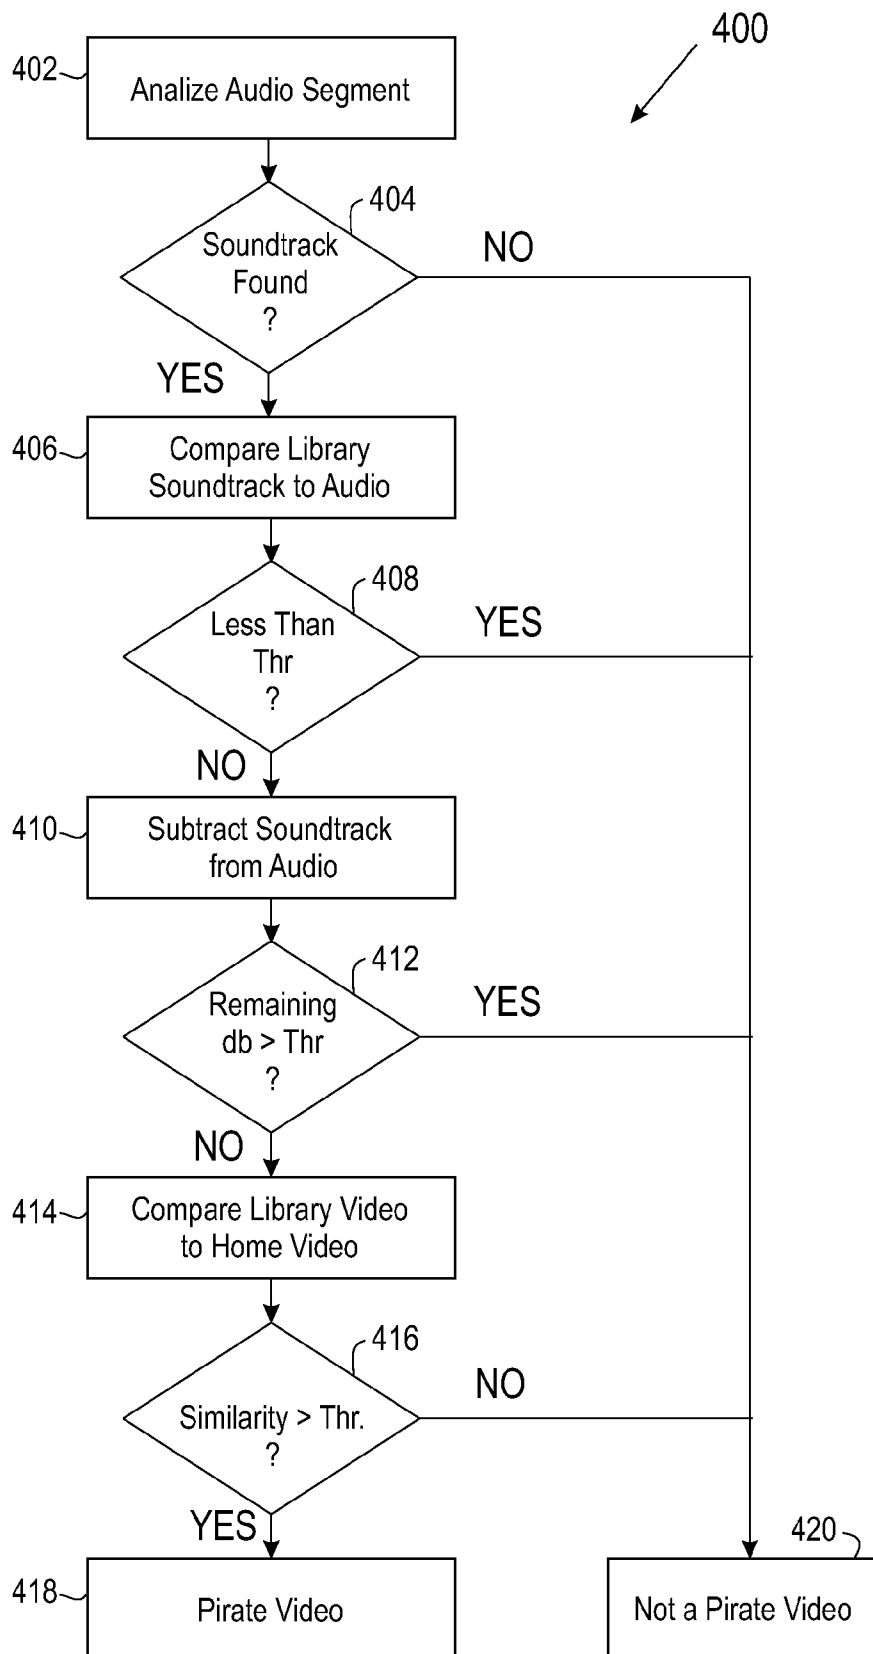 400
402
Analize Audio Segment
404
Soundtrack
Found
?
NO
YES
406
Compare Library
Soundtrack to Audio
408
Less Than
Thr
?
YES
NO
410
Subtract Soundtrack
from Audio
412
Remaining
db > Thr
?
YES
NO
414
Compare Library Video
to Home Video
416
Similarity > Thr.
?
NO
YES
418
Pirate Video
420
Not a Pirate Video